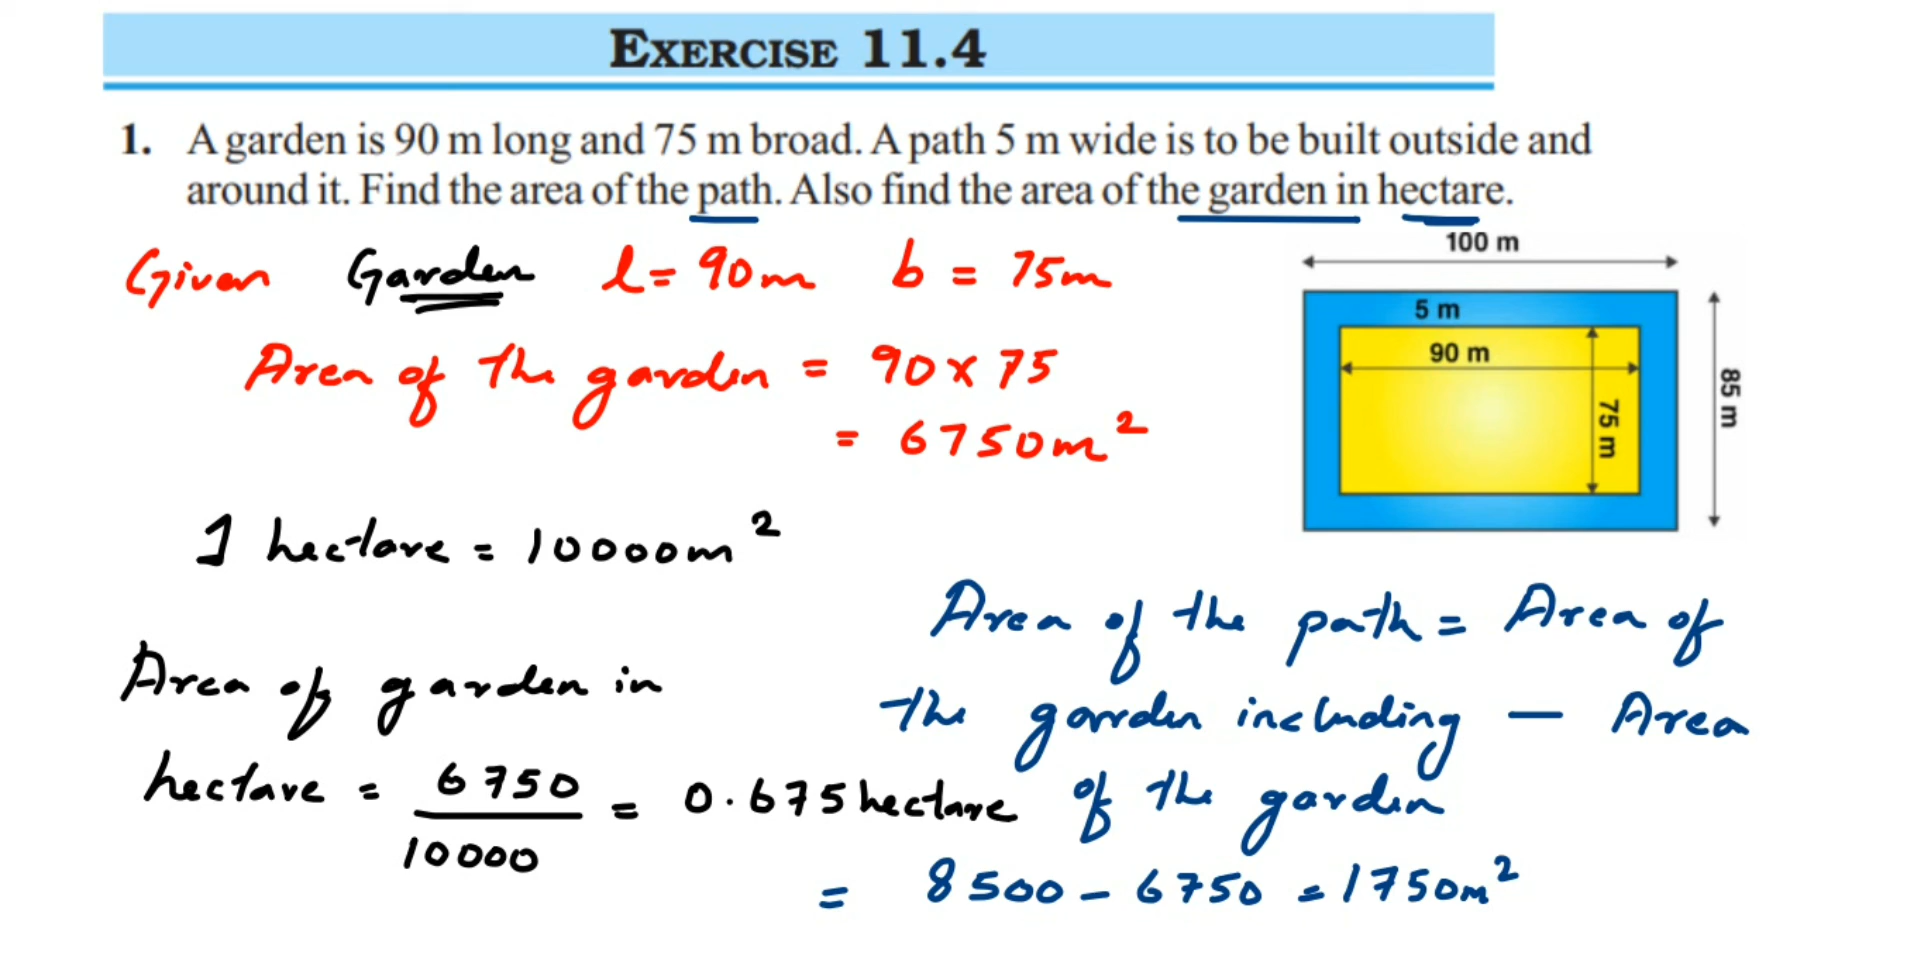 EXERCISE 11.4
1. A garden is 90 m long and 75 m broad. A path 5 m wide is to be built outside and
around it. Find the area of the path. Also find the area of the garden in hectare.
Given Garden l = 90m b = 75m
Area of the garden = 90 x 75
= 6750m²
1 hectare = 10000m²
Area of garden in
hectare = 6750/10000 = 0.675 hectare
100 m
5 m
90 m
75 m
85 m
Area of the path = Area of
the garden including — Area
of the garden
= 8500 - 6750 = 1750m²